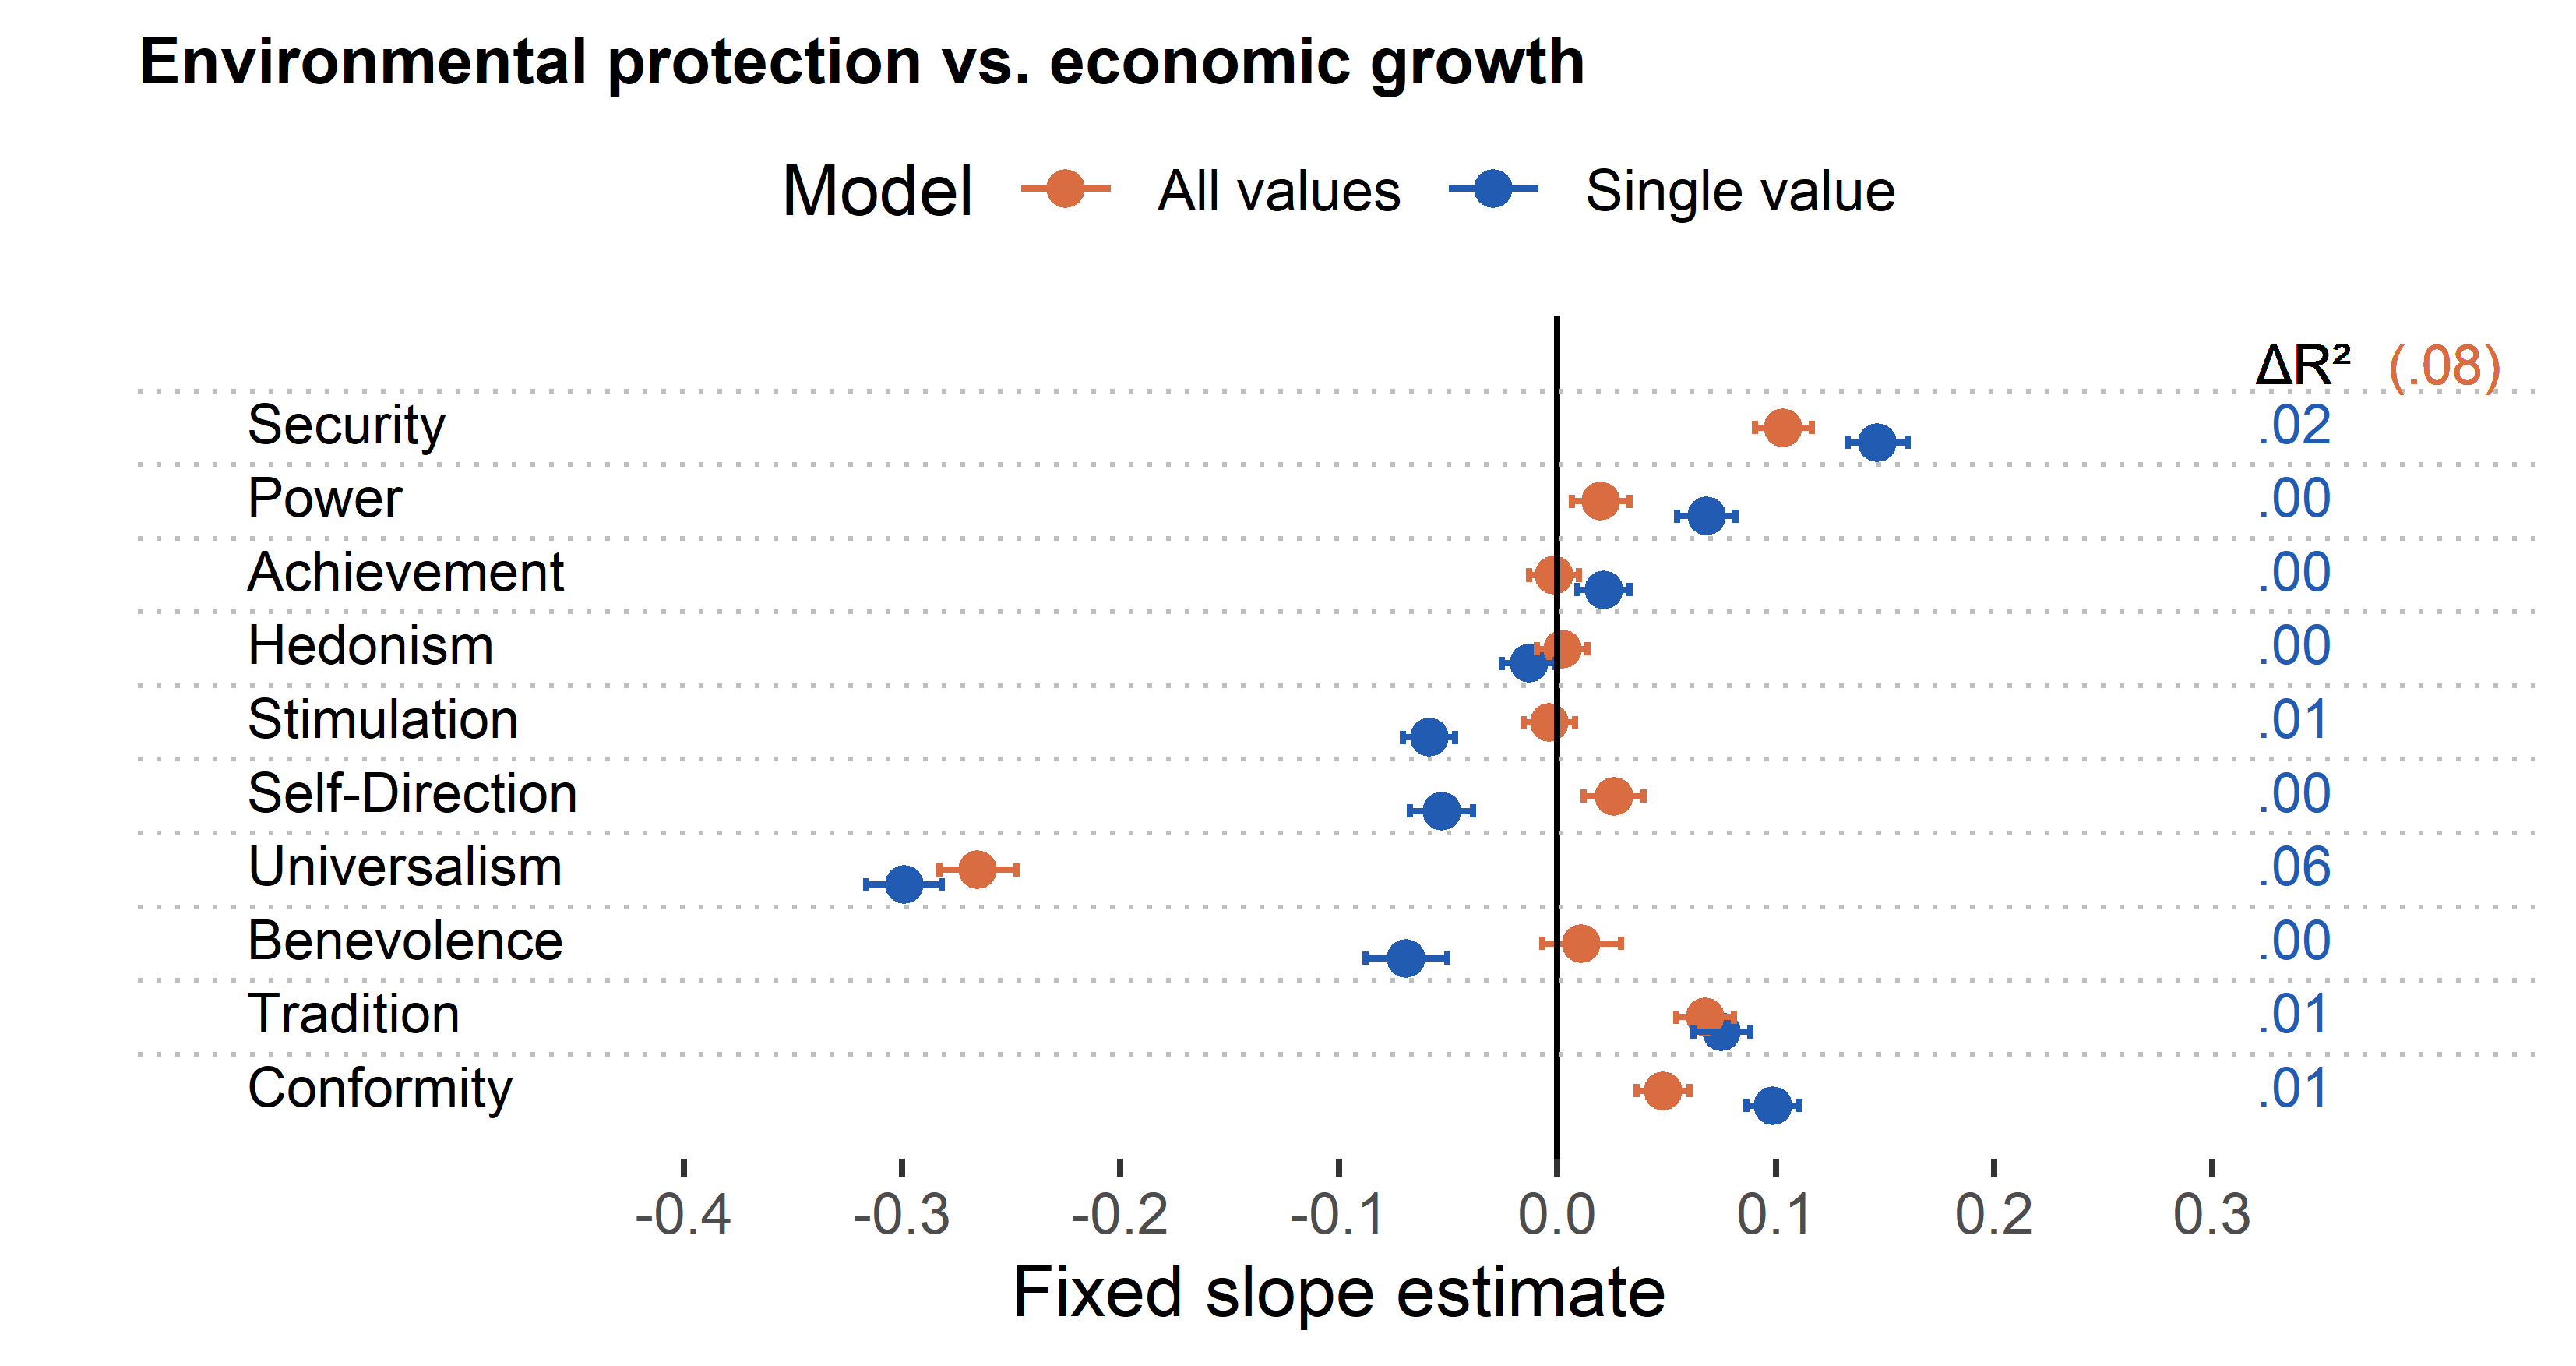 Environmental protection vs. economic growth
Model All values Single value
ΔR² (.08)
Security .02
Power .00
Achievement .00
Hedonism .00
Stimulation .01
Self-Direction .00
Universalism .06
Benevolence .00
Tradition .01
Conformity .01
-0.4 -0.3 -0.2 -0.1 0.0 0.1 0.2 0.3
Fixed slope estimate